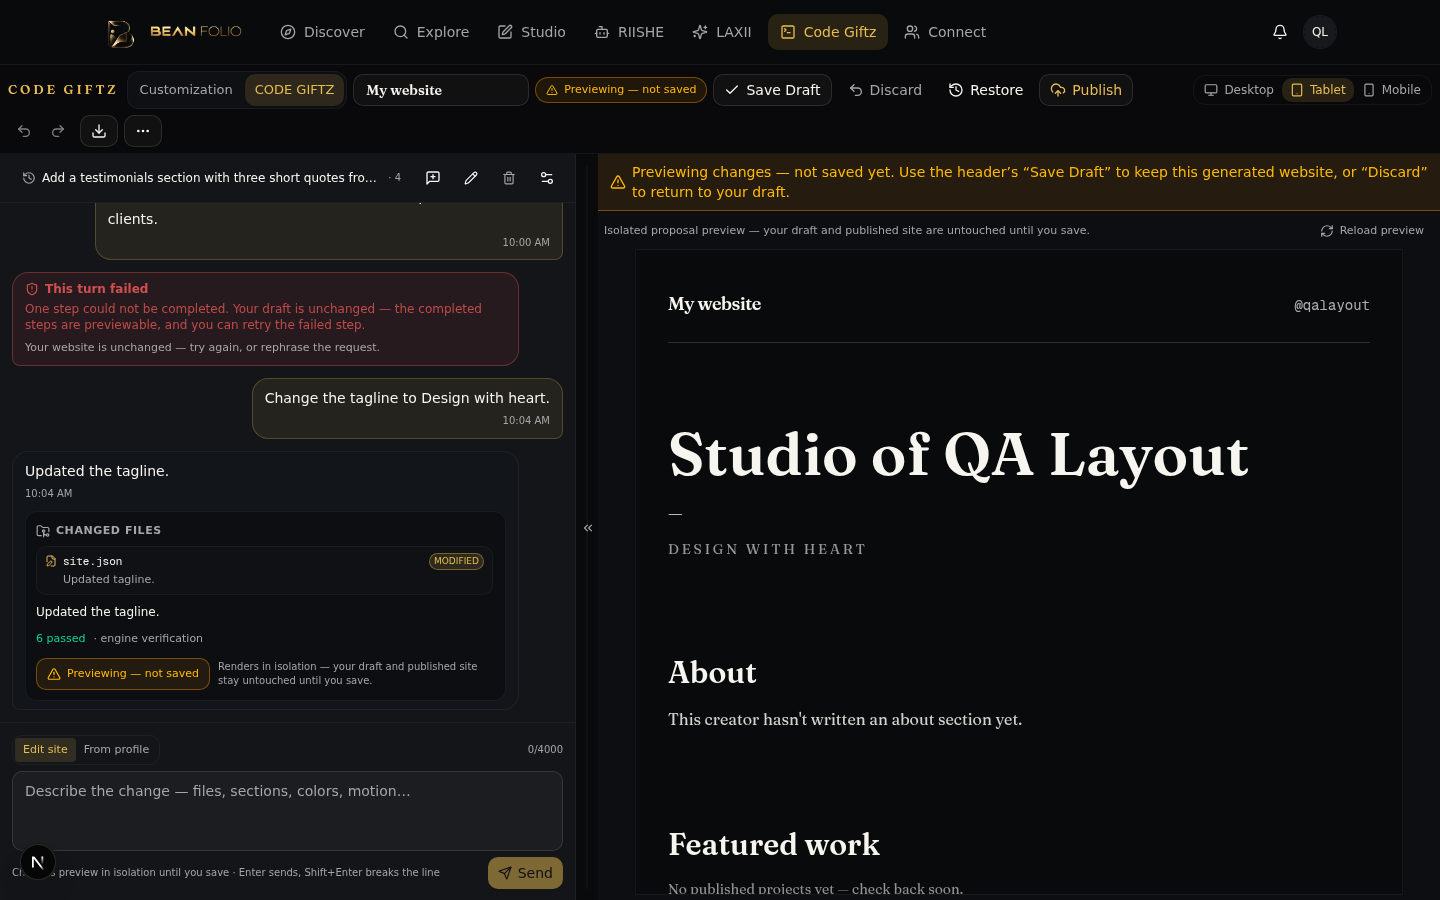 BEAN FOLIO
Discover
Explore
Studio
RIISHE
LAXII
Code Giftz
Connect
QL
CODE GIFTZ
Customization
CODE GIFTZ
My website
Previewing — not saved
Save Draft
Discard
Restore
Publish
Desktop
Tablet
Mobile
Add a testimonials section with three short quotes fro...
· 4
clients.
10:00 AM
This turn failed
One step could not be completed. Your draft is unchanged — the completed
steps are previewable, and you can retry the failed step.
Your website is unchanged — try again, or rephrase the request.
Change the tagline to Design with heart.
10:04 AM
Updated the tagline.
10:04 AM
CHANGED FILES
site.json
MODIFIED
Updated tagline.
Updated the tagline.
6 passed · engine verification
Previewing — not saved
Renders in isolation — your draft and published site
stay untouched until you save.
Edit site
From profile
0/4000
Describe the change — files, sections, colors, motion...
N
preview in isolation until you save · Enter sends, Shift+Enter breaks the line
Send
Previewing changes — not saved yet. Use the header's “Save Draft” to keep this generated website, or “Discard”
to return to your draft.
Isolated proposal preview — your draft and published site are untouched until you save.
Reload preview
My website
@qalayout
Studio of QA Layout
—
DESIGN WITH HEART
About
This creator hasn't written an about section yet.
Featured work
No published projects yet — check back soon.